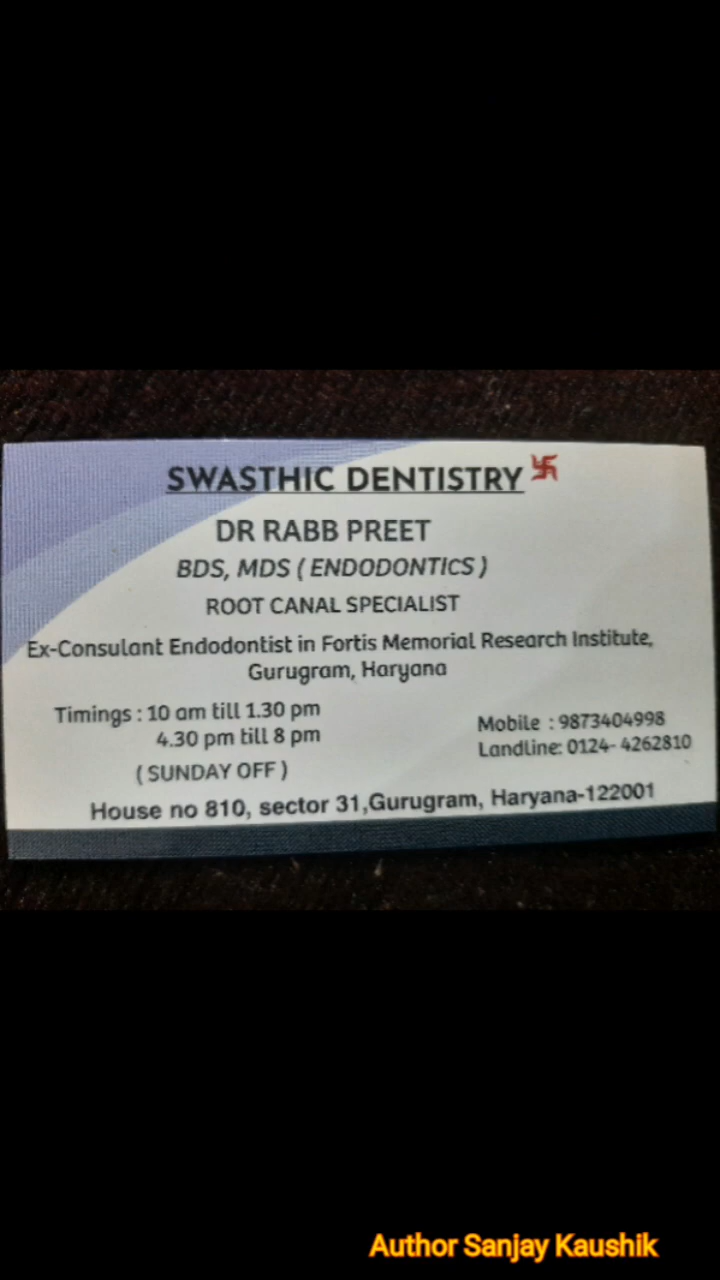 SWASTHIC DENTISTRY
DR RABB PREET
BDS, MDS ( ENDODONTICS )
ROOT CANAL SPECIALIST
Ex-Consulant Endodontist in Fortis Memorial Research Institute,
Gurugram, Haryana
Timings : 10 am till 1.30 pm
4.30 pm till 8 pm
( SUNDAY OFF )
Mobile : 9873404998
Landline: 0124- 4262810
House no 810, sector 31,Gurugram, Haryana-122001
Author Sanjay Kaushik